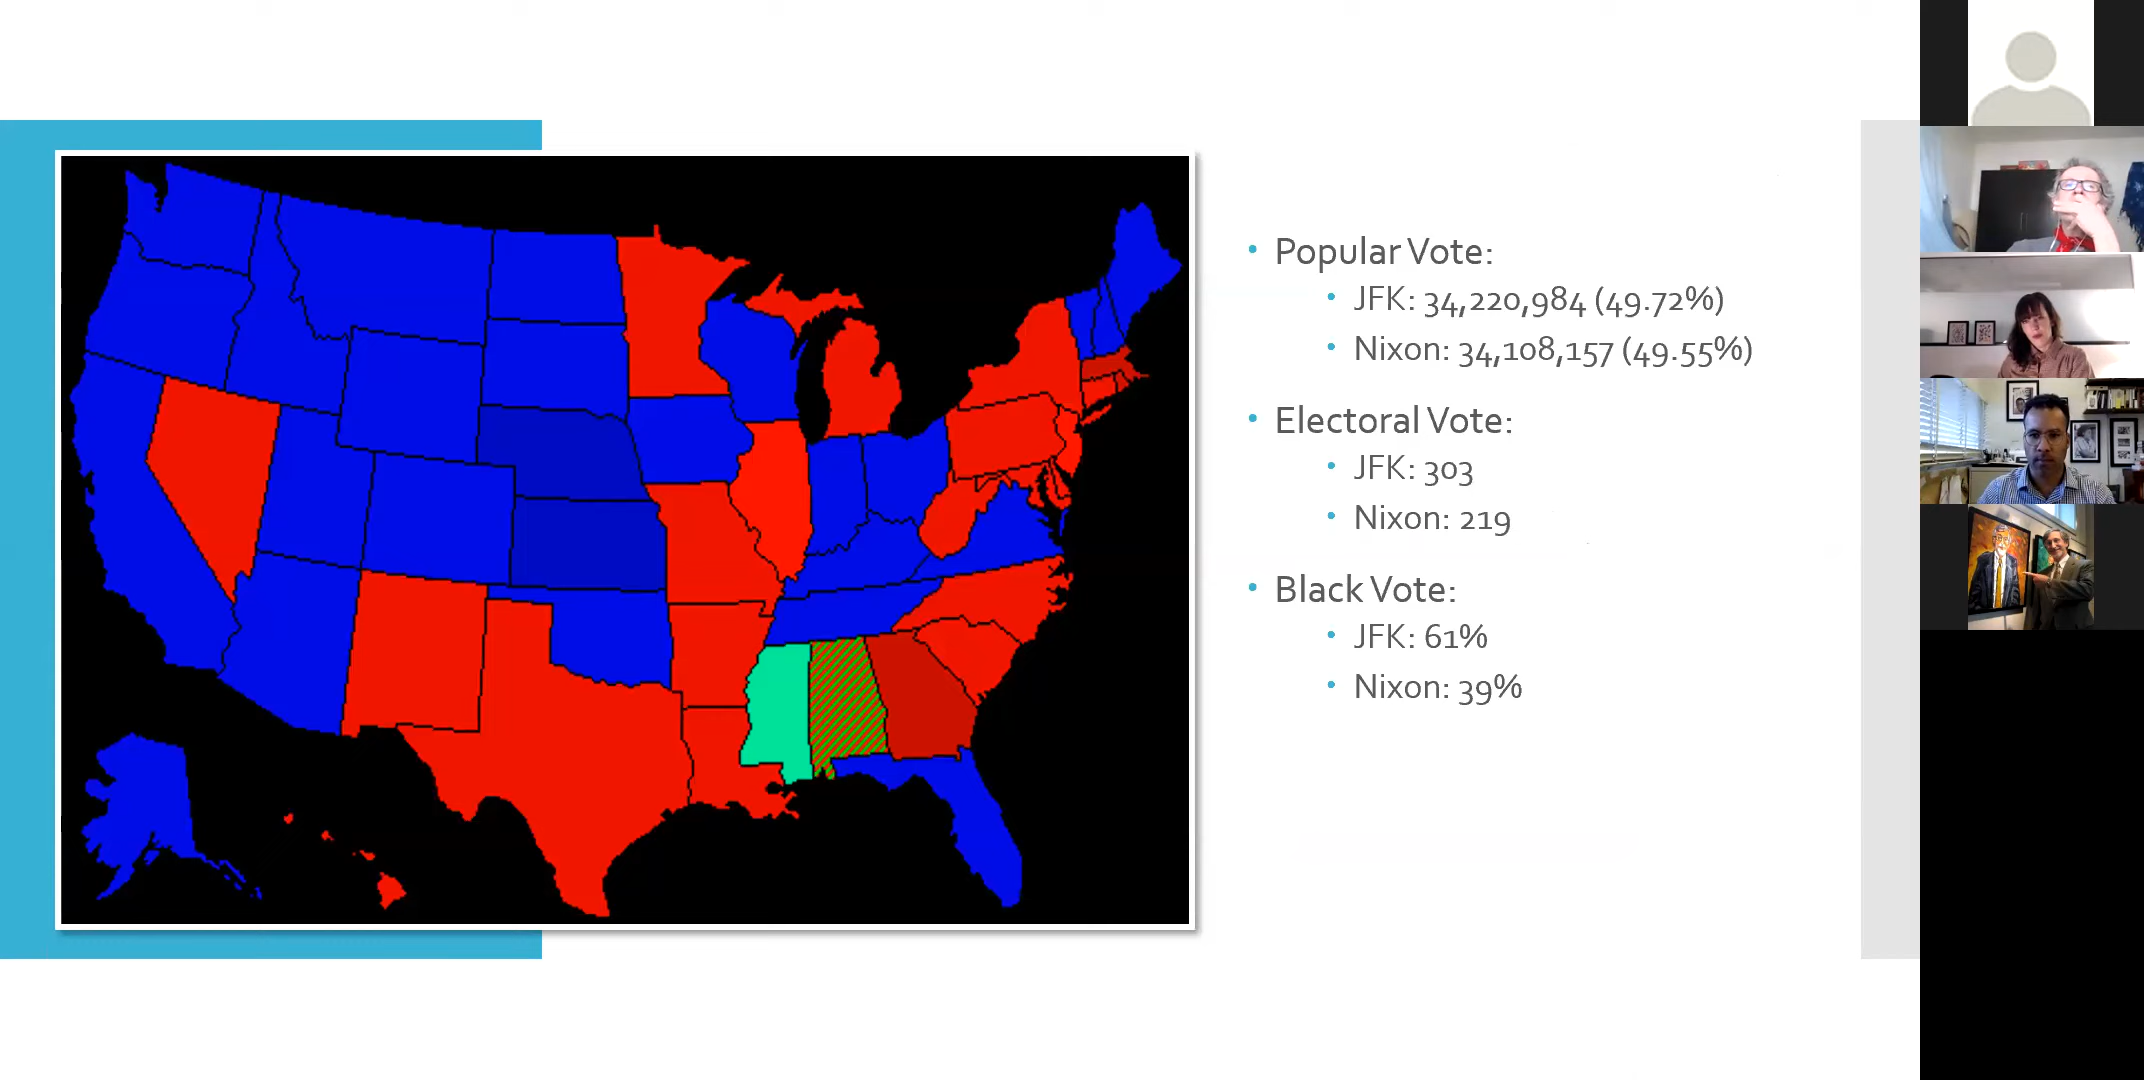 Popular Vote:
JFK: 34,220,984 (49.72%)
Nixon: 34,108,157 (49.55%)
Electoral Vote:
JFK: 303
Nixon: 219
Black Vote:
JFK: 61%
Nixon: 39%